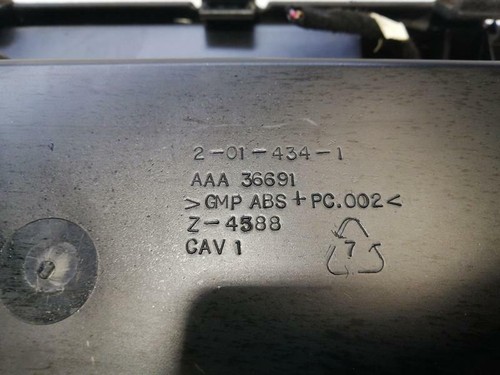 2-01-434-1
AAA 36691
>GMP ABS+PC.002<
Z-4588
CAV 1
7